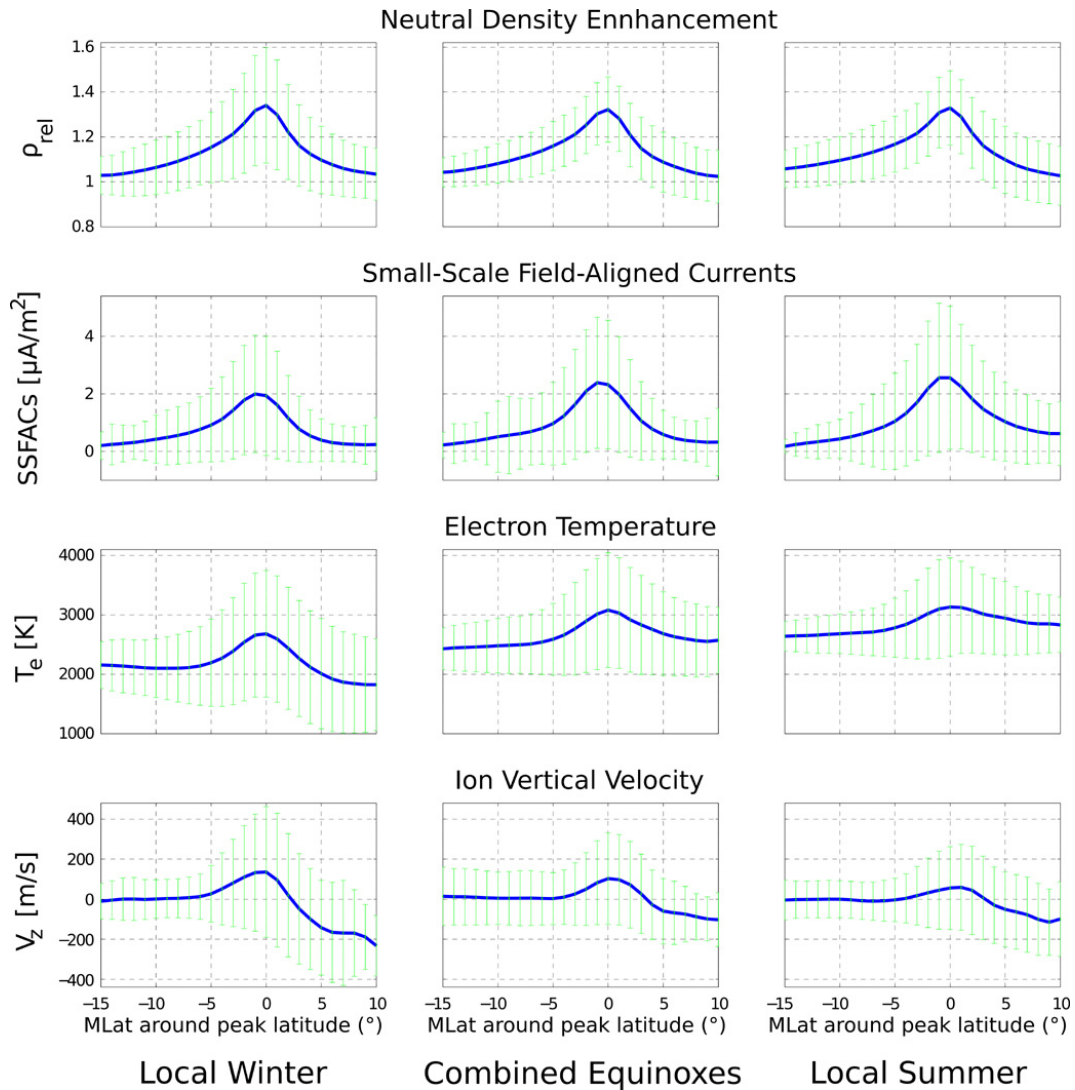 Neutral Density Ennhancement
ρrel
1.6
1.4
1.2
1
0.8
Small-Scale Field-Aligned Currents
SSFACs [μA/m²]
4
2
0
Electron Temperature
Te [K]
4000
3000
2000
1000
Ion Vertical Velocity
Vz [m/s]
400
200
0
−200
−400
−15 −10 −5 0 5 10 −15 −10 −5 0 5 10 −15 −10 −5 0 5 10
MLat around peak latitude (°) MLat around peak latitude (°) MLat around peak latitude (°)
Local Winter Combined Equinoxes Local Summer